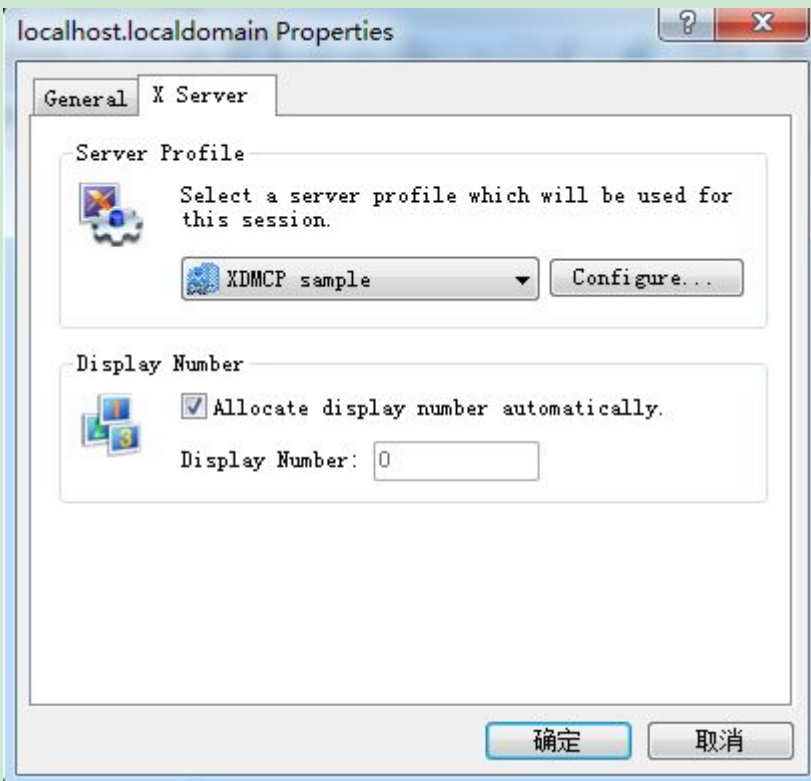 localhost.localdomain Properties
General
X Server
Server Profile
Select a server profile which will be used for
this session.
XDMCP sample
Configure...
Display Number
Allocate display number automatically.
Display Number: 0
确定
取消